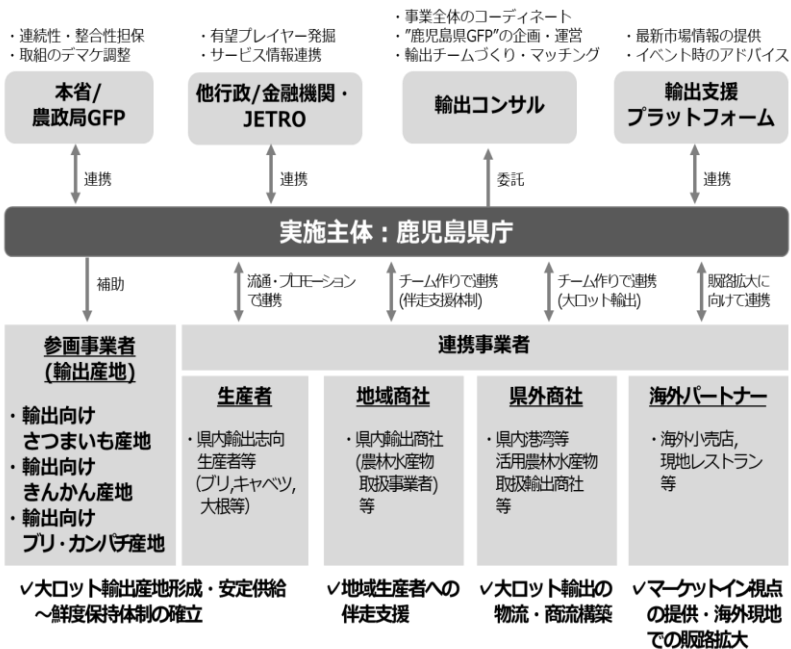 ・連続性・整合性担保
・取組のデマケ調整
・有望プレイヤー発掘
・サービス情報連携
・事業全体のコーディネート
・”鹿児島県GFP”の企画・運営
・輸出チームづくり・マッチング
・最新市場情報の提供
・イベント時のアドバイス
本省/
農政局GFP
他行政/金融機関・
JETRO
輸出コンサル
輸出支援
プラットフォーム
連携
連携
委託
連携
実施主体：鹿児島県庁
補助
流通・プロモーション
で連携
チーム作りで連携
(伴走支援体制)
チーム作りで連携
(大ロット輸出)
販路拡大に
向けて連携
参画事業者
(輸出産地)
・輸出向け
さつまいも産地
・輸出向け
きんかん産地
・輸出向け
ブリ・カンパチ産地
連携事業者
生産者
・県内輸出志向
生産者等
(ブリ,キャベツ,
大根等)
地域商社
・県内輸出商社
(農林水産物
取扱事業者)
等
県外商社
・県内港湾等
活用農林水産物
取扱輸出商社
等
海外パートナー
・海外小売店,
現地レストラン
等
✓大ロット輸出産地形成・安定供給
～鮮度保持体制の確立
✓地域生産者への
伴走支援
✓大ロット輸出の
物流・商流構築
✓マーケットイン視点
の提供・海外現地
での販路拡大